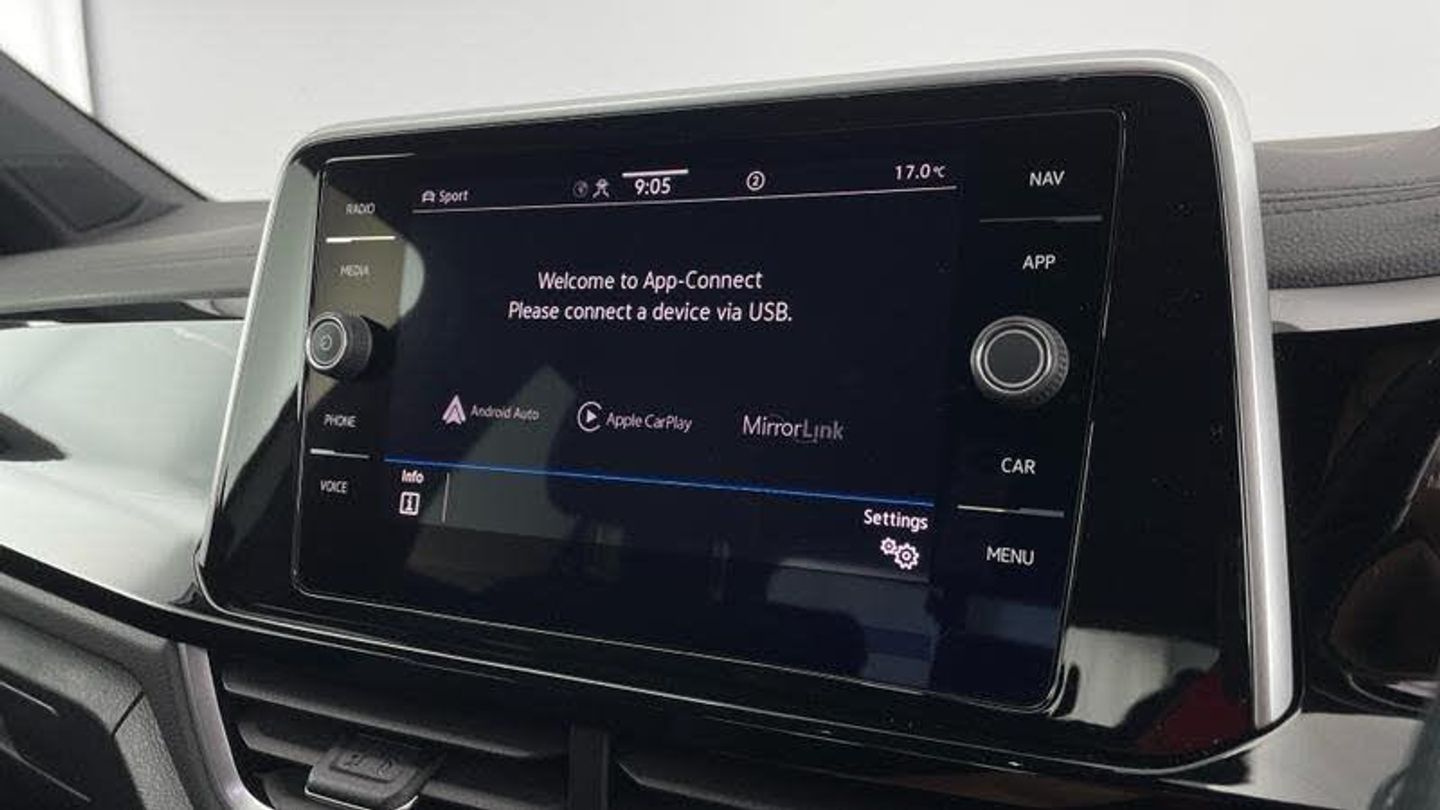 Sport
9:05
2
17.0°C
Welcome to App-Connect
Please connect a device via USB.
Android Auto
Apple CarPlay
MirrorLink
Info
Settings
RADIO
MEDIA
PHONE
VOICE
NAV
APP
CAR
MENU